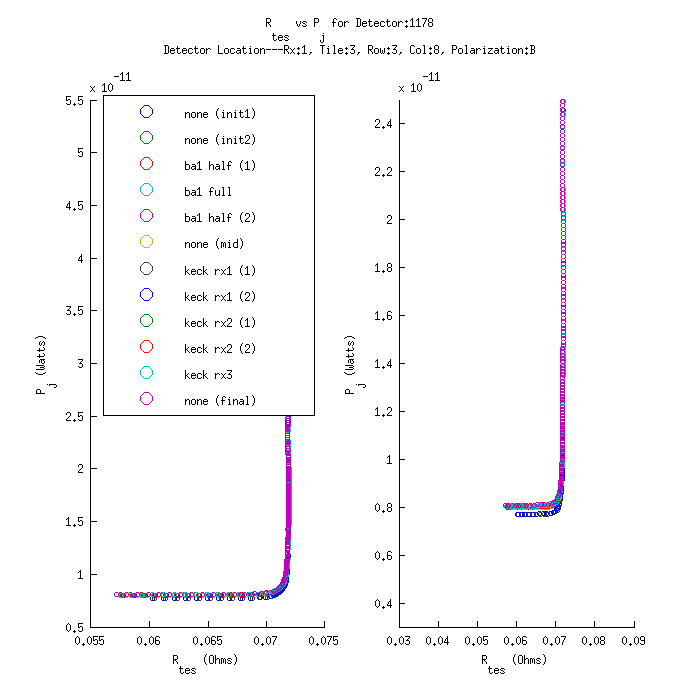 R_tes vs P_j for Detector:1178
Detector Location---Rx:1, Tile:3, Row:3, Col:8, Polarization:B
x 10^-11
5.5
5
4.5
4
3.5
3
2.5
2
1.5
1
0.5
P_j (Watts)
0.055
0.06
0.065
0.07
0.075
R_tes (Ohms)
none (init1)
none (init2)
ba1 half (1)
ba1 full
ba1 half (2)
none (mid)
keck rx1 (1)
keck rx1 (2)
keck rx2 (1)
keck rx2 (2)
keck rx3
none (final)
x 10^-11
2.4
2.2
2
1.8
1.6
1.4
1.2
1
0.8
0.6
0.4
P_j (Watts)
0.03
0.04
0.05
0.06
0.07
0.08
0.09
R_tes (Ohms)